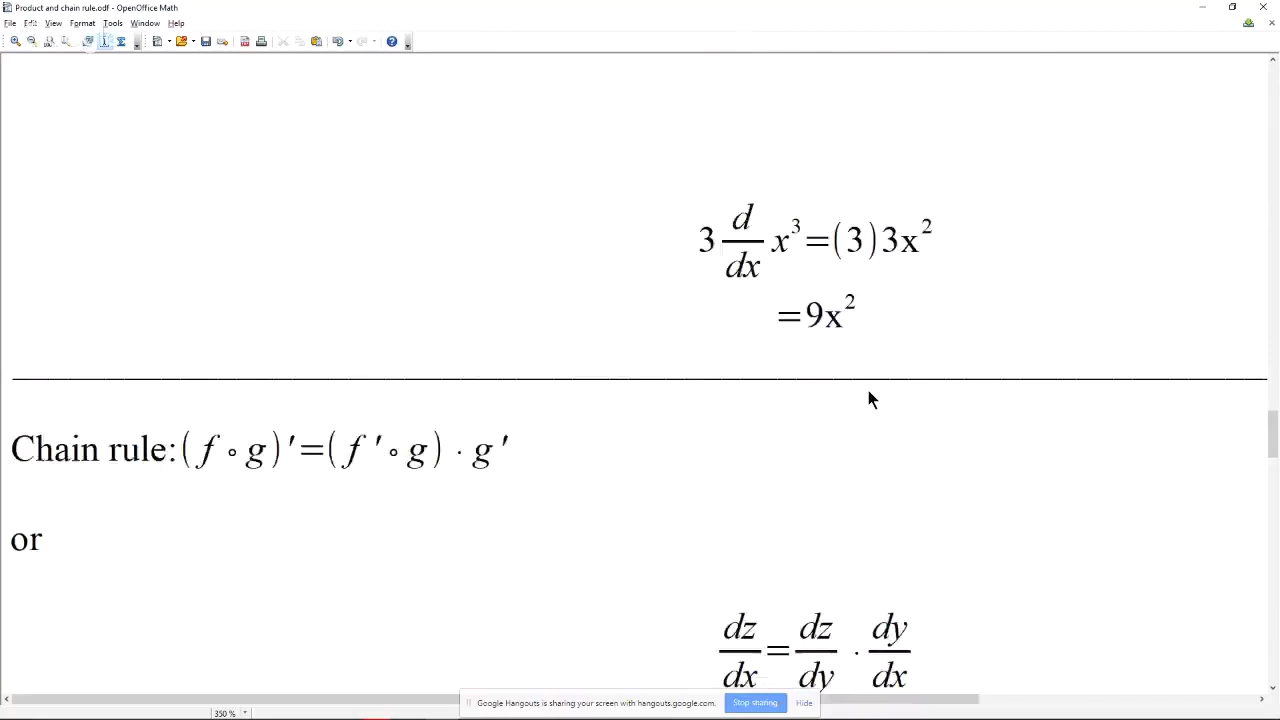 Product and chain rule.odf - OpenOffice Math
File Edit View Format Tools Window Help
3 d/dx x³=(3)3x²
=9x²
Chain rule:(f∘g)′=(f′∘g)·g′
or
dz/dx=dz/dy·dy/dx
Google Hangouts is sharing your screen with hangouts.google.com. Stop sharing Hide
350 %